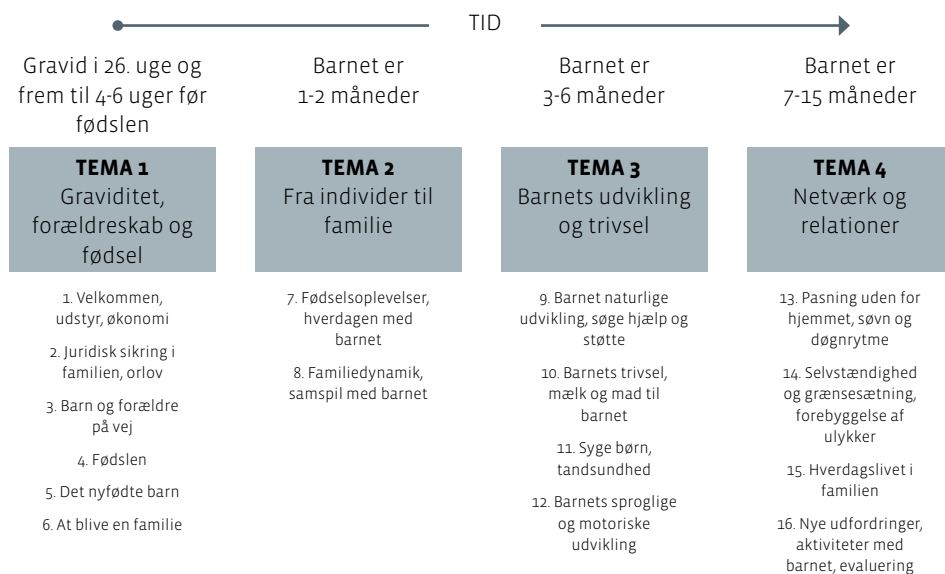 TID
Gravid i 26. uge og
frem til 4-6 uger før
fødslen
TEMA 1
Graviditet,
forældreskab og
fødsel
1. Velkommen,
udstyr, økonomi
2. Juridisk sikring i
familien, orlov
3. Barn og forældre
på vej
4. Fødslen
5. Det nyfødte barn
6. At blive en familie
Barnet er
1-2 måneder
TEMA 2
Fra individer til
familie
7. Fødselsoplevelser,
hverdagen med
barnet
8. Familiedynamik,
samspil med barnet
Barnet er
3-6 måneder
TEMA 3
Barnets udvikling
og trivsel
9. Barnet naturlige
udvikling, søge hjælp og
støtte
10. Barnets trivsel,
mælk og mad til
barnet
11. Syge børn,
tandsundhed
12. Barnets sproglige
og motoriske
udvikling
Barnet er
7-15 måneder
TEMA 4
Netværk og
relationer
13. Pasning uden for
hjemmet, søvn og
døgnrytme
14. Selvstændighed
og grænsesætning,
forebyggelse af
ulykker
15. Hverdagslivet i
familien
16. Nye udfordringer,
aktiviteter med
barnet, evaluering